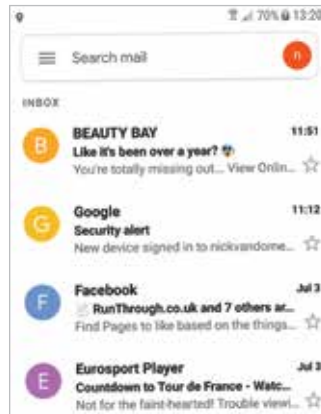 70% 13:20
Search mail
n
INBOX
B
BEAUTY BAY 11:51
Like it's been over a year?
You're totally missing out... View Onlin...
G
Google 11:12
Security alert
New device signed in to nickvandome...
F
Facebook Jul 3
RunThrough.co.uk and 7 others ar...
Find Pages to like based on the things...
E
Eurosport Player Jul 3
Countdown to Tour de France - Watc...
Not for the faint-hearted! Trouble viewi...